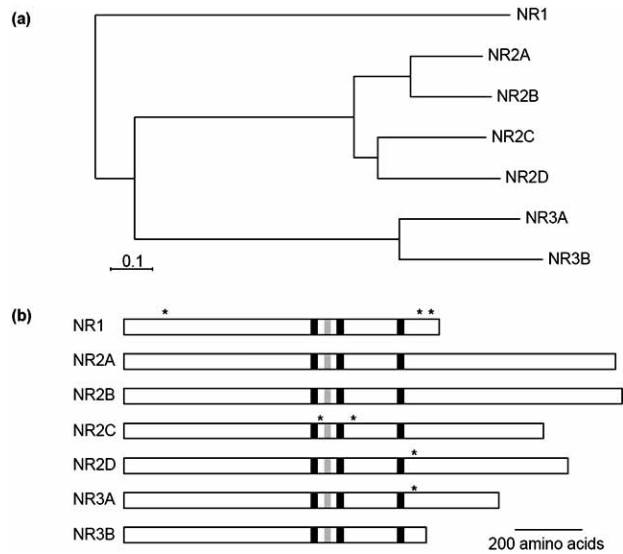 (a)
NR1
NR2A
NR2B
NR2C
NR2D
NR3A
NR3B
0.1
(b)
* * *
NR1
NR2A
NR2B
* *
NR2C
*
NR2D
*
NR3A
NR3B
200 amino acids